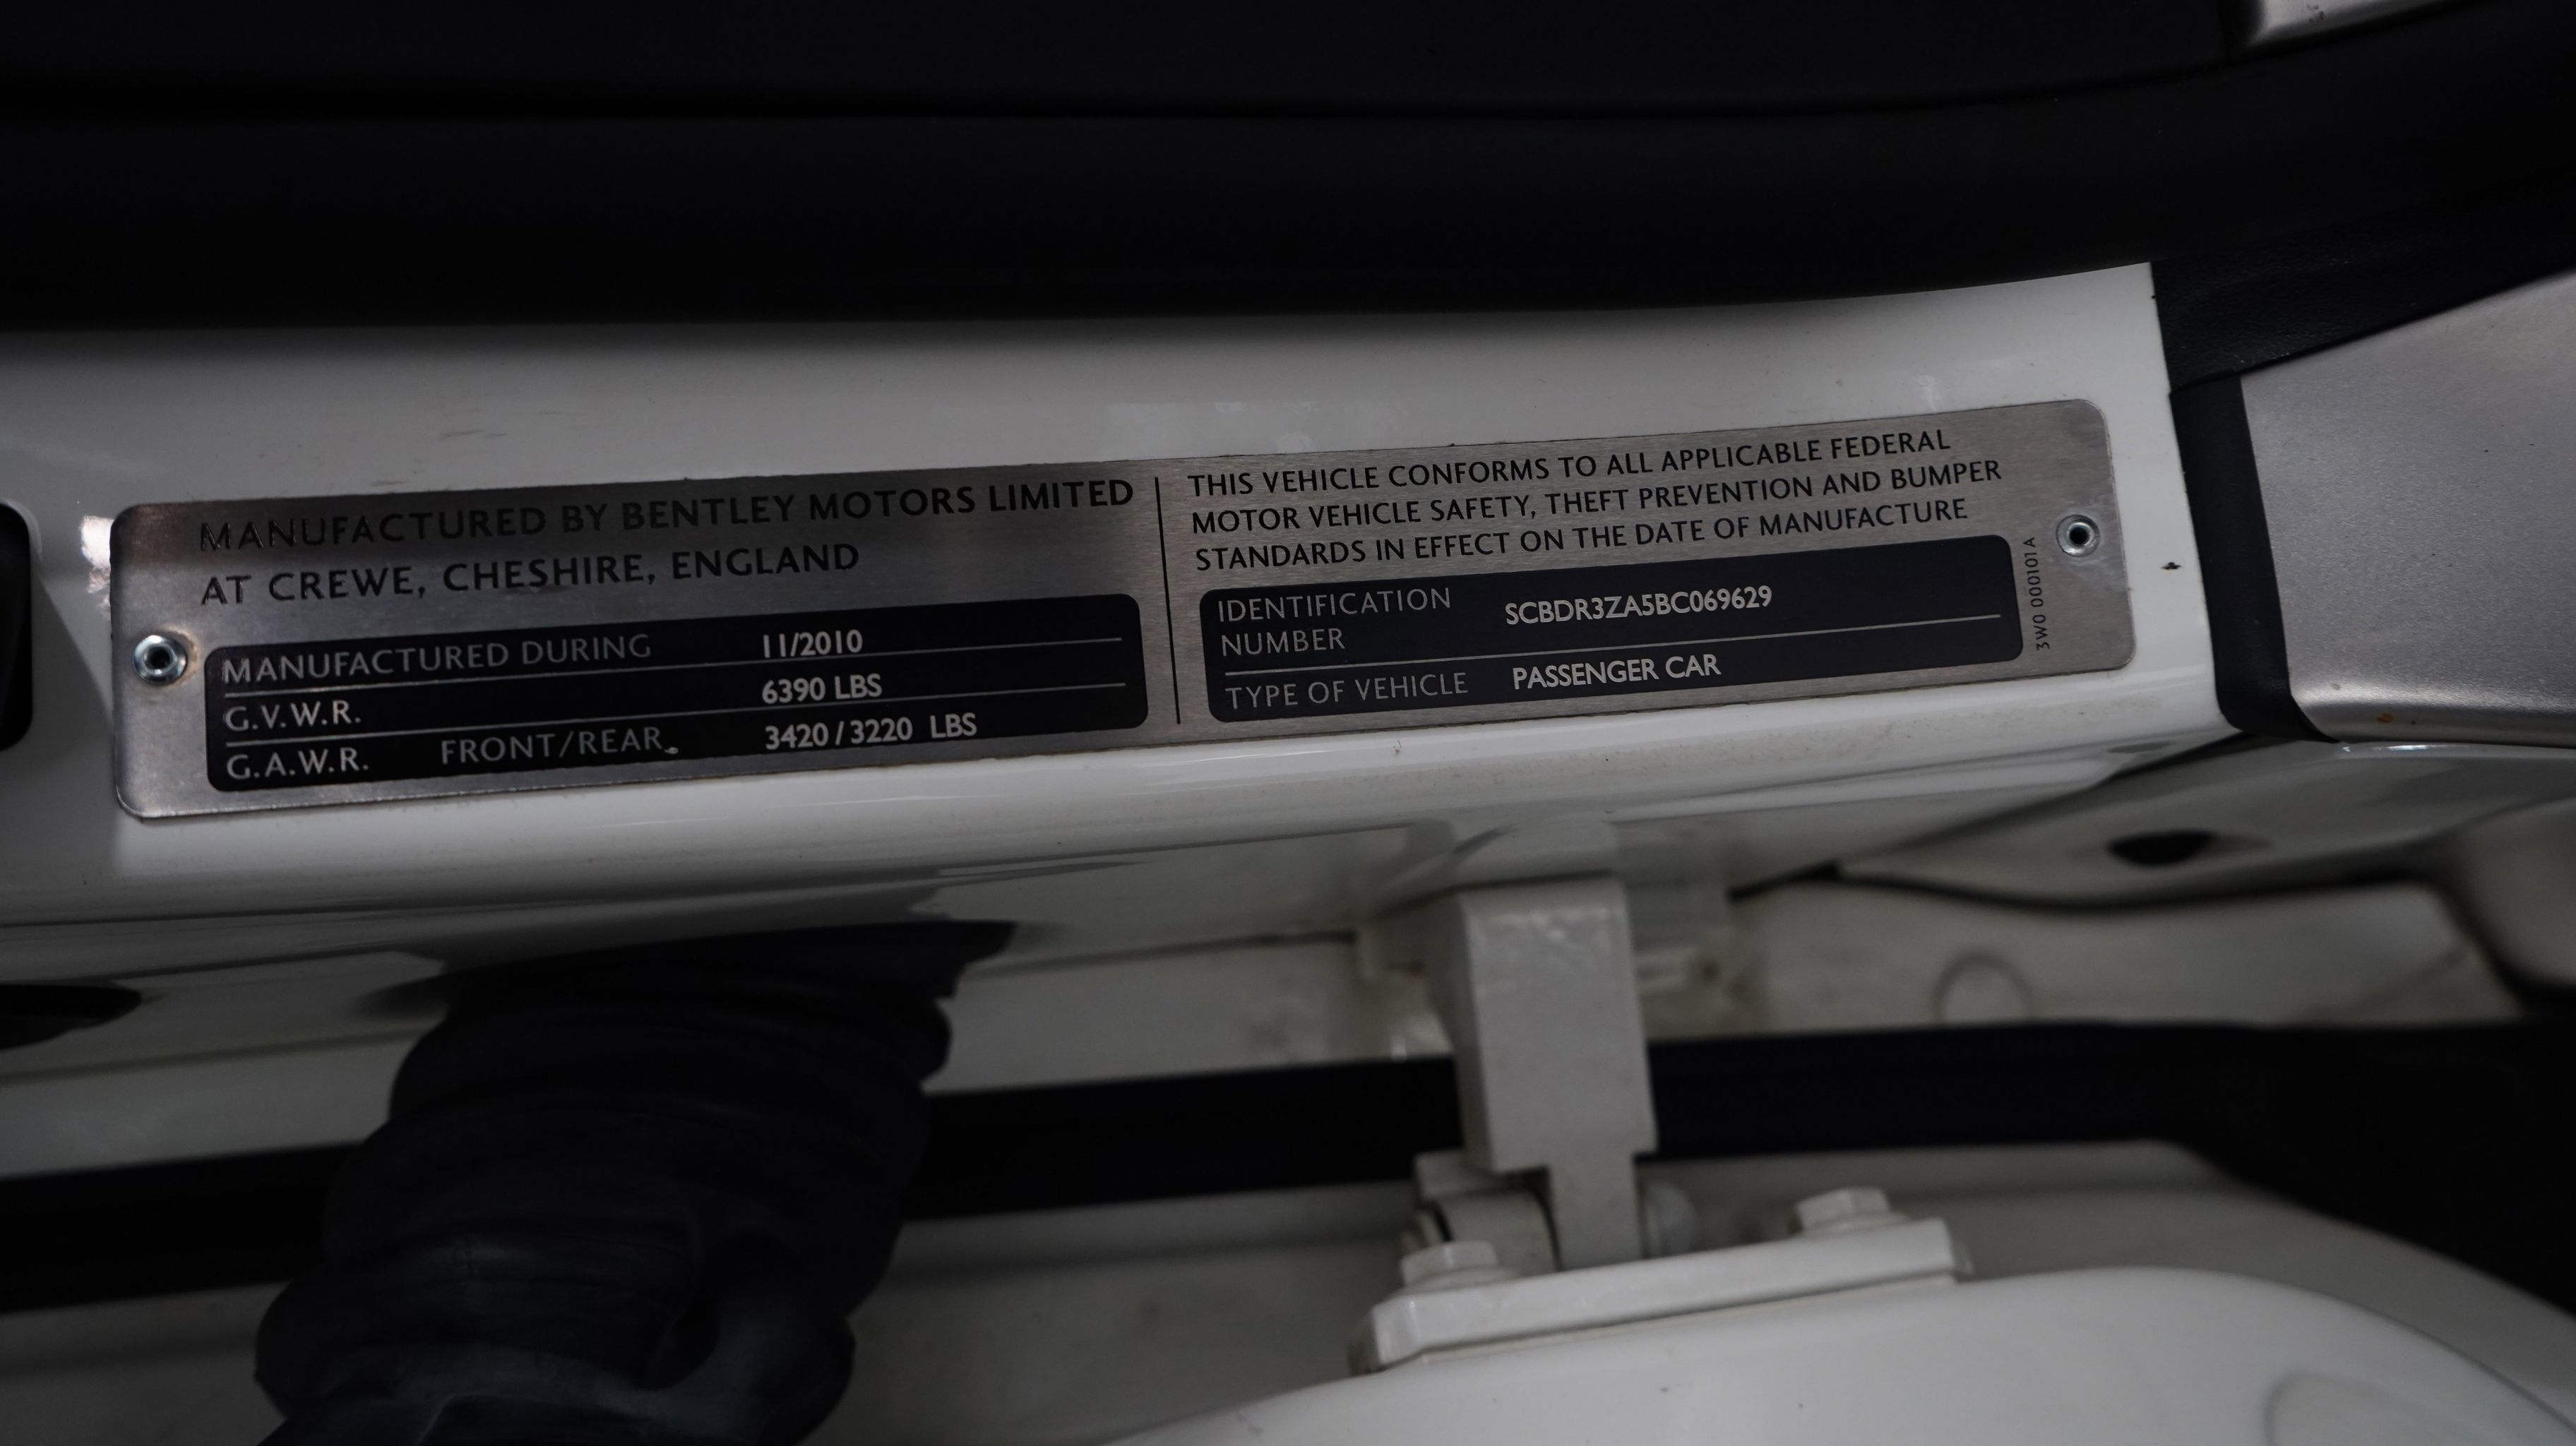 MANUFACTURED BY BENTLEY MOTORS LIMITED
AT CREWE, CHESHIRE, ENGLAND
MANUFACTURED DURING 11/2010
G.V.W.R. 6390 LBS
G.A.W.R. FRONT/REAR 3420/3220 LBS
THIS VEHICLE CONFORMS TO ALL APPLICABLE FEDERAL
MOTOR VEHICLE SAFETY, THEFT PREVENTION AND BUMPER
STANDARDS IN EFFECT ON THE DATE OF MANUFACTURE
IDENTIFICATION
NUMBER SCBDR3ZA5BC069629
TYPE OF VEHICLE PASSENGER CAR
3W0 000101A